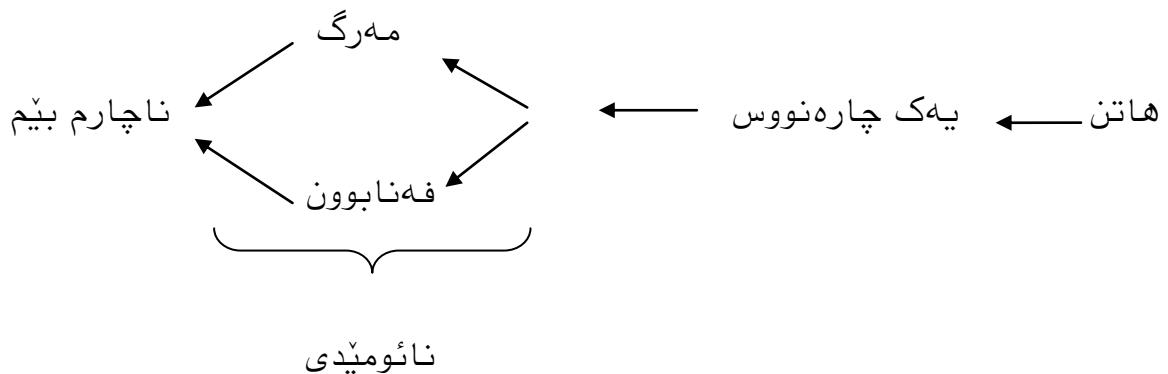 مەرگ
هاتن یەک چارەنووس ناچارم بێم
فەنابوون
نائومێدی